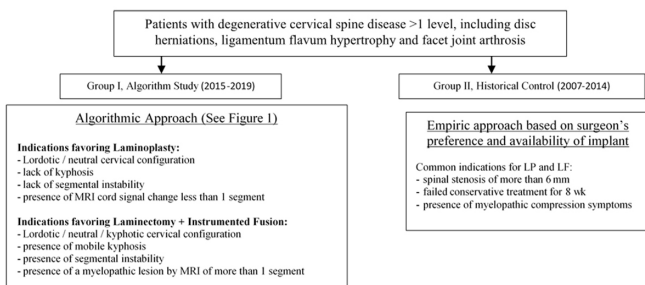 Patients with degenerative cervical spine disease >1 level, including disc
herniations, ligamentum flavum hypertrophy and facet joint arthrosis
Group I, Algorithm Study (2015-2019)
Algorithmic Approach (See Figure 1)
Indications favoring Laminoplasty:
- Lordotic / neutral cervical configuration
- lack of kyphosis
- lack of segmental instability
- presence of MRI cord signal change less than 1 segment
Indications favoring Laminectomy + Instrumented Fusion:
- Lordotic / neutral / kyphotic cervical configuration
- presence of mobile kyphosis
- presence of segmental instability
- presence of a myelopathic lesion by MRI of more than 1 segment
Group II, Historical Control (2007-2014)
Empiric approach based on surgeon's
preference and availability of implant
Common indications for LP and LF:
- spinal stenosis of more than 6 mm
- failed conservative treatment for 8 wk
- presence of myelopathic compression symptoms